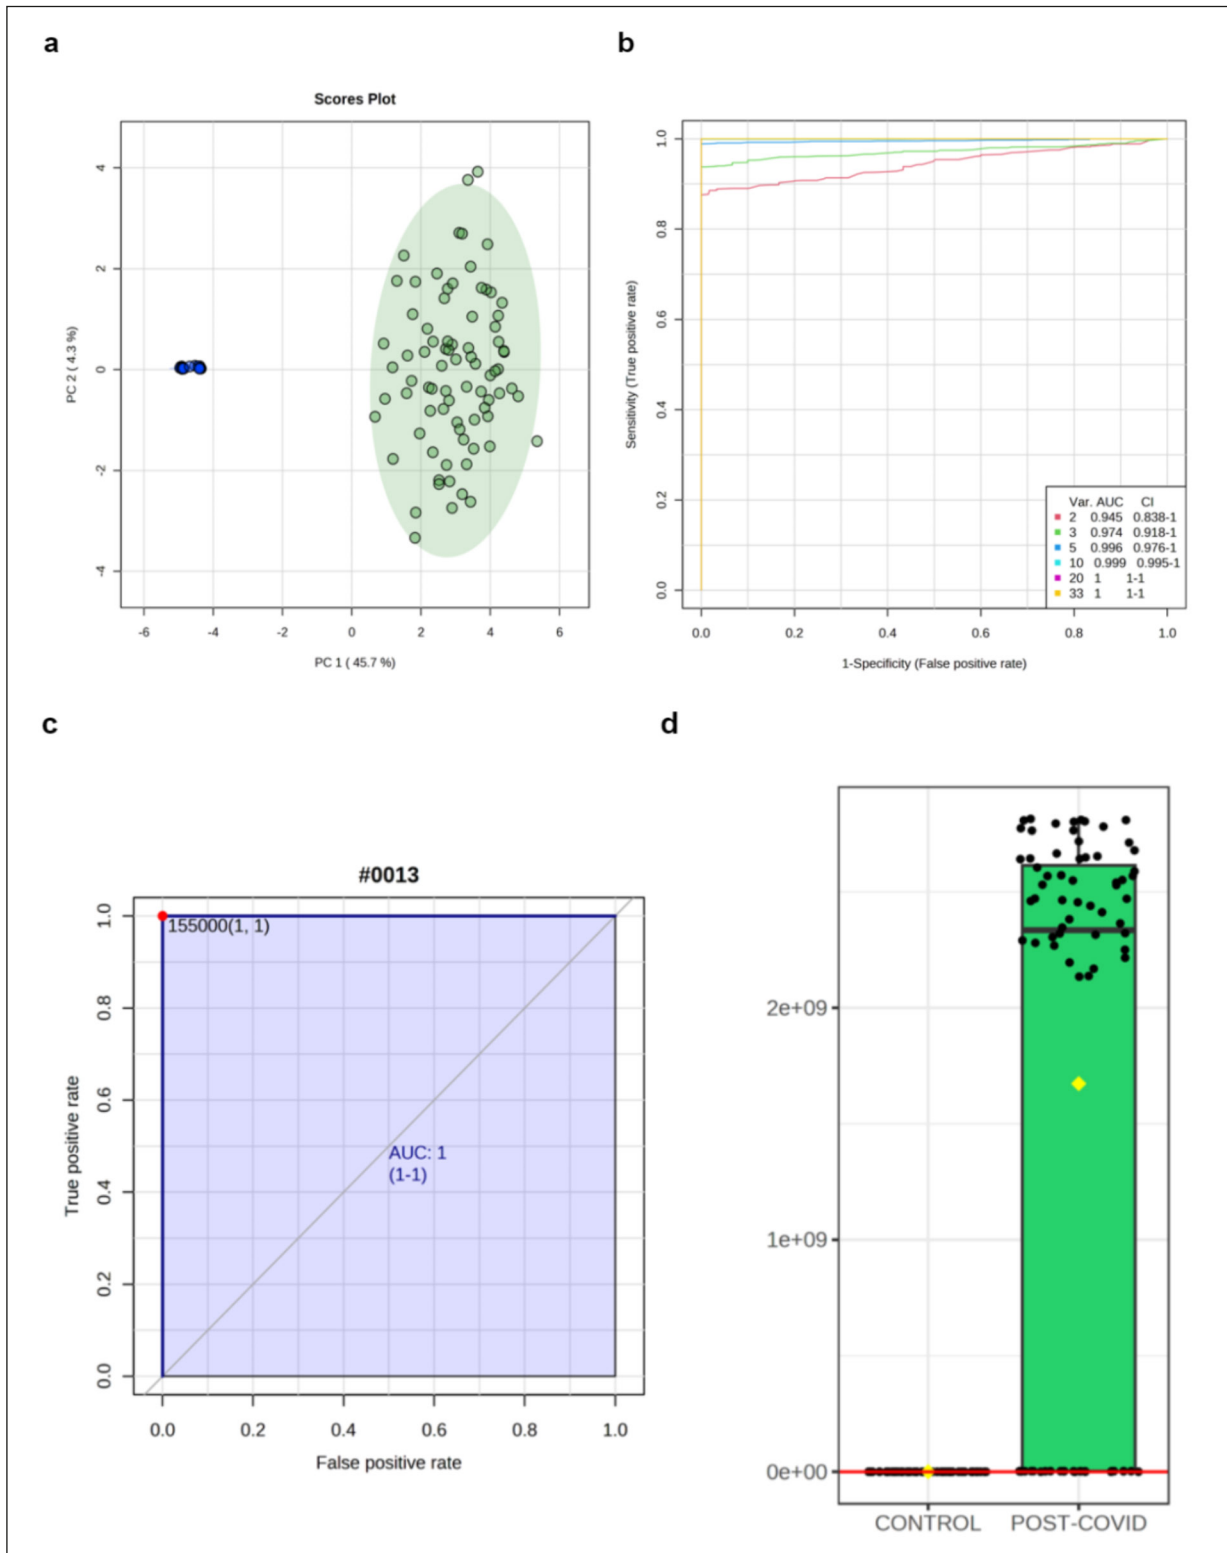 a
b
Scores Plot
PC 2 ( 4.3 %)
4
2
0
-2
-4
-6
-4
-2
0
2
4
6
PC 1 ( 45.7 %)
Sensitivity (True positive rate)
1.0
0.8
0.6
0.4
0.2
0.0
Var. AUC CI
2 0.945 0.838-1
3 0.974 0.918-1
5 0.996 0.976-1
10 0.999 0.995-1
20 1 1-1
33 1 1-1
0.0
0.2
0.4
0.6
0.8
1.0
1-Specificity (False positive rate)
c
d
#0013
True positive rate
1.0
0.8
0.6
0.4
0.2
0.0
155000(1, 1)
AUC: 1
(1-1)
0.0
0.2
0.4
0.6
0.8
1.0
False positive rate
2e+09
1e+09
0e+00
CONTROL
POST-COVID